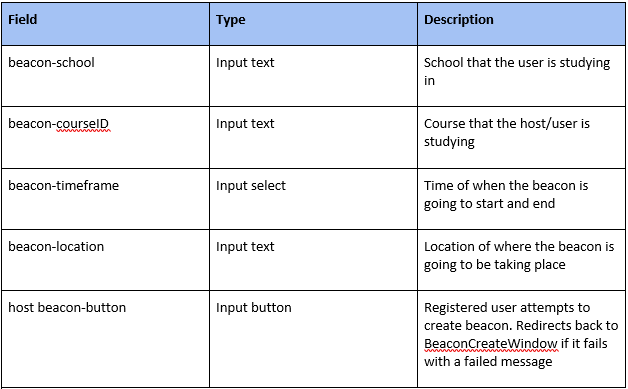 Field Type Description
beacon-school Input text School that the user is studying
in
beacon-courseID Input text Course that the host/user is
studying
beacon-timeframe Input select Time of when the beacon is
going to start and end
beacon-location Input text Location of where the beacon is
going to be taking place
host beacon-button Input button Registered user attempts to
create beacon. Redirects back to
BeaconCreateWindow if it fails
with a failed message